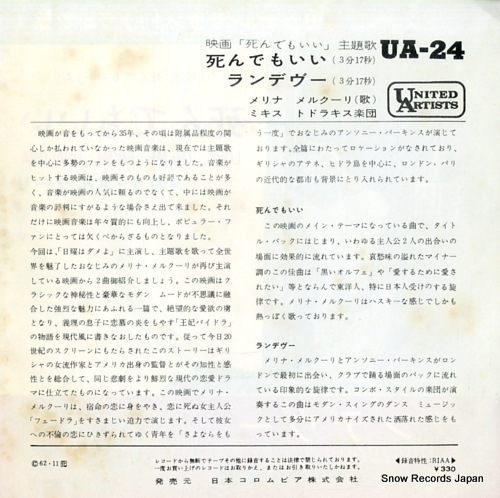 映画「死んでもいい」主題歌
死んでもいい (3分17秒)
ランデヴー (3分17秒)
UA-24
メリナ メルクーリ(歌)
ミキス トドラキス楽団
UNITED
ARTISTS
映画が音をもってから35年、その頃は附属品程度の関
心しか払われていなかった映画音楽は、現在では主題歌
を中心に多勢のファンをもつようになりました。音楽が
ヒットする映画は、映画そのものも好評であることが多
く、音楽が映画の人気に頼るのでなくて、中には映画が
音楽の評判にすがるような場合さえ出て来ました。それ
だけに映画音楽は年々質的にも向上し、ポピュラー・フ
ァンにとっては欠くべからざるものとなりました。
今回は、「日曜はダメよ」に主演し、主題歌を歌って全世
界を魅了したおなじみのメリナ・メルクーリが再び主演
している映画から2曲御紹介しましょう。この映画はク
ラシックな神秘性と豪華なモダン ムードが不思議に融
合した強烈な魅力にあふれる一篇で、絶望的な愛欲の虜
となり、義理の息子に悲慕の炎をもやす「王妃パイドラ」
の物語を現代風に書きなおしたものです。従って今日20
世紀のスクリーンにもたらされたこのストーリーはギリ
シャの女流作家とアメリカ出身の監督とがその知性と感
性とを総合して、同じ悲劇をより鮮烈な現代の恋愛ドラ
マに仕立てたものになっています。この映画でメリナ・
メルクーリは、宿命の恋に身をやき、恋に死ぬ女主人公
「フェードラ」をすさまじい迫力で演じます。そして彼女
への不倫の恋にひきずられてゆく青年を「さよならをも
う一度」でおなじみのアンソニー・パーキンスが演じて
おります。全篇にわたってロケーションがなされており、
ギリシャのアテネ、ヒドラ島を中心に、ロンドン、パリ
の近代的な都市も背景にとり入れられています。
死んでもいい
この映画のメイン・テーマになっている曲で、タイト
ル・バックにはじまり、いわゆる主人公2人の出合いの
場面に効果的に流れています。哀愁味の溢れたマイナー
調のこの佳曲は「黒いオルフェ」や「愛するために愛さ
れたい」等とならんで東洋人、特に日本人受けのする旋
律です。メリナ・メルクーリはハスキーな感じでしかも
熱っぽく歌っております。
ランデヴー
メリナ・メルクーリとアンソニー・パーキンスがロン
ドンで最初に出会い、クラブで踊る場面のバックに流れ
ている印象的な旋律です。コンボ・スタイルの楽団が演
奏するこの曲はモダン・スィングのダンス ミュージッ
クとして多分にアメリカナイズされた洒落た感じをもっ
ています。
62・11
レコードから無断でテープその他に録音することは法律で禁じられております。
一度お買い上げのレコードはお取りかえ、またはお引き取りいたしかねます。
◀録音特性:RIAA▶
¥330
発売元 日本コロムビア株式会社
Snow Records Japan